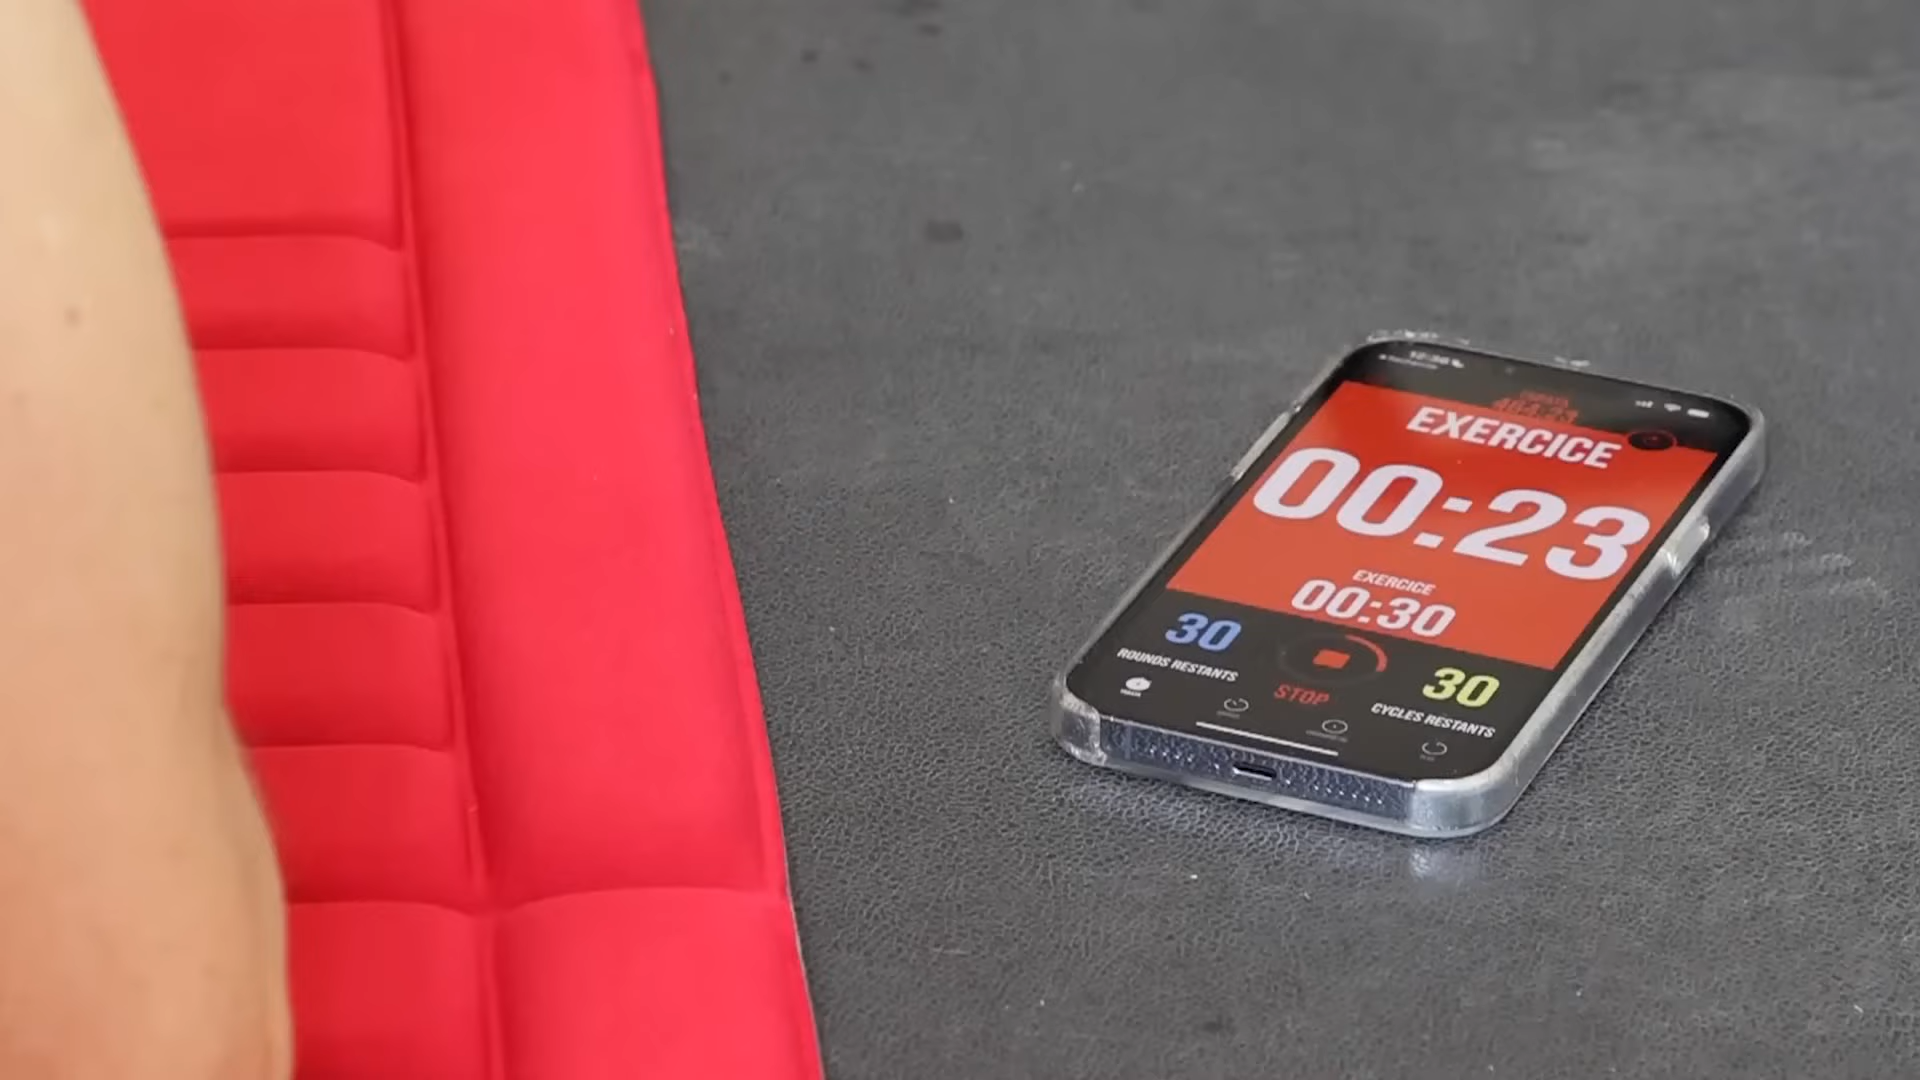 EXERCICE
00:23
EXERCICE
00:30
30
ROUNDS RESTANTS
STOP
30
CYCLES RESTANTS